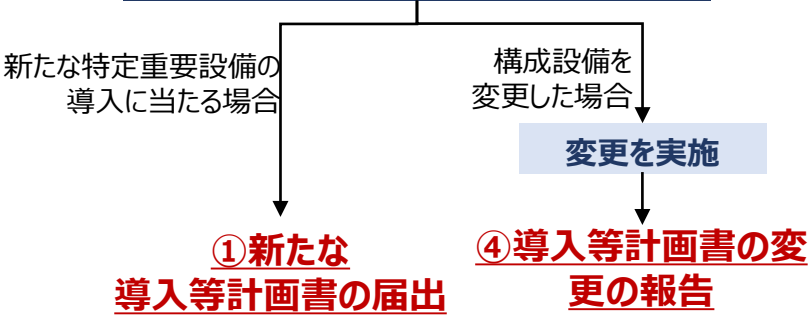 新たな特定重要設備の
導入に当たる場合
構成設備を
変更した場合
変更を実施
①新たな
導入等計画書の届出
④導入等計画書の変
更の報告